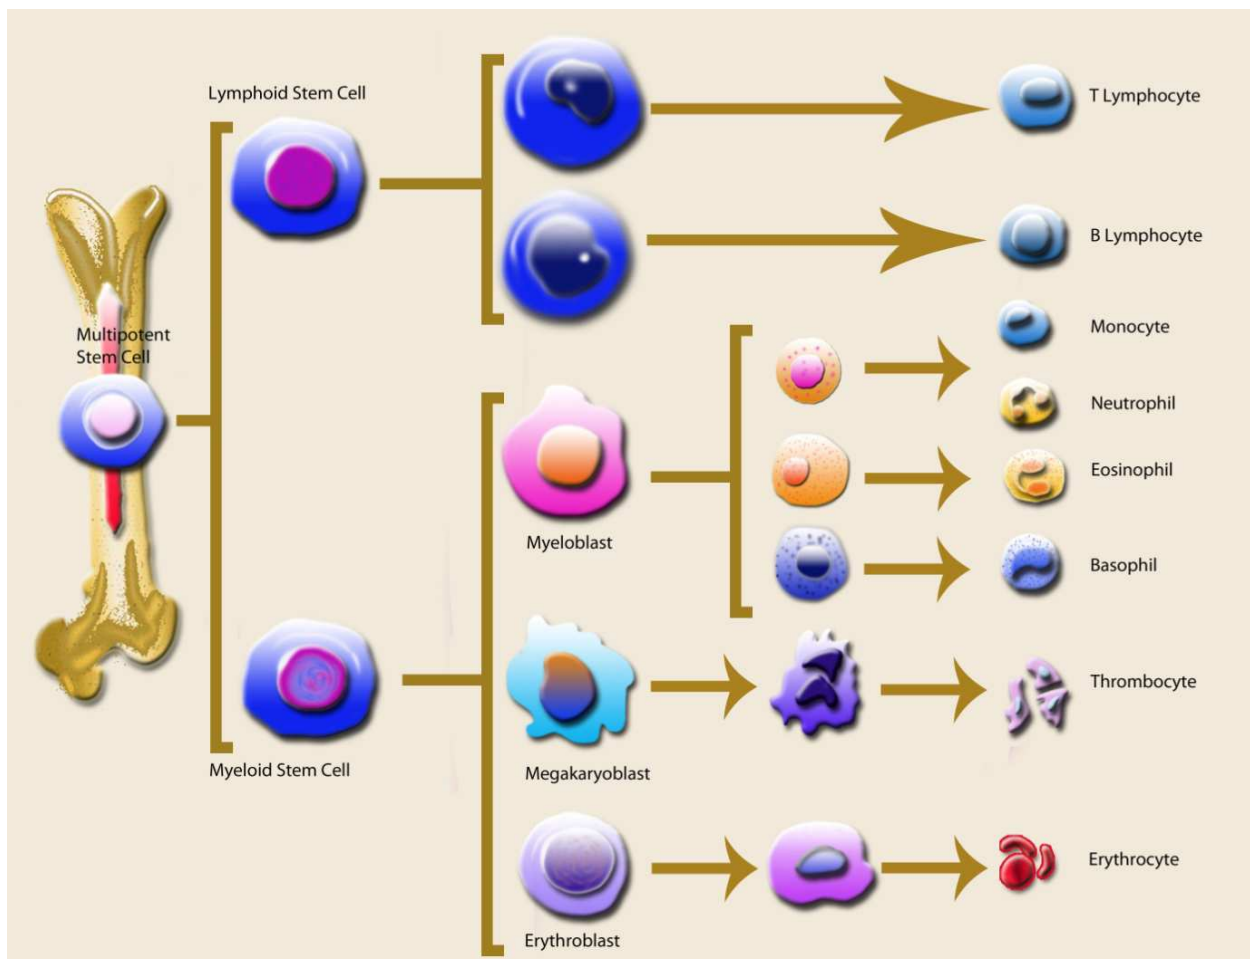 Lymphoid Stem Cell
T Lymphocyte
B Lymphocyte
Multipotent
Stem Cell
Monocyte
Neutrophil
Eosinophil
Myeloblast
Basophil
Thrombocyte
Myeloid Stem Cell
Megakaryoblast
Erythrocyte
Erythroblast